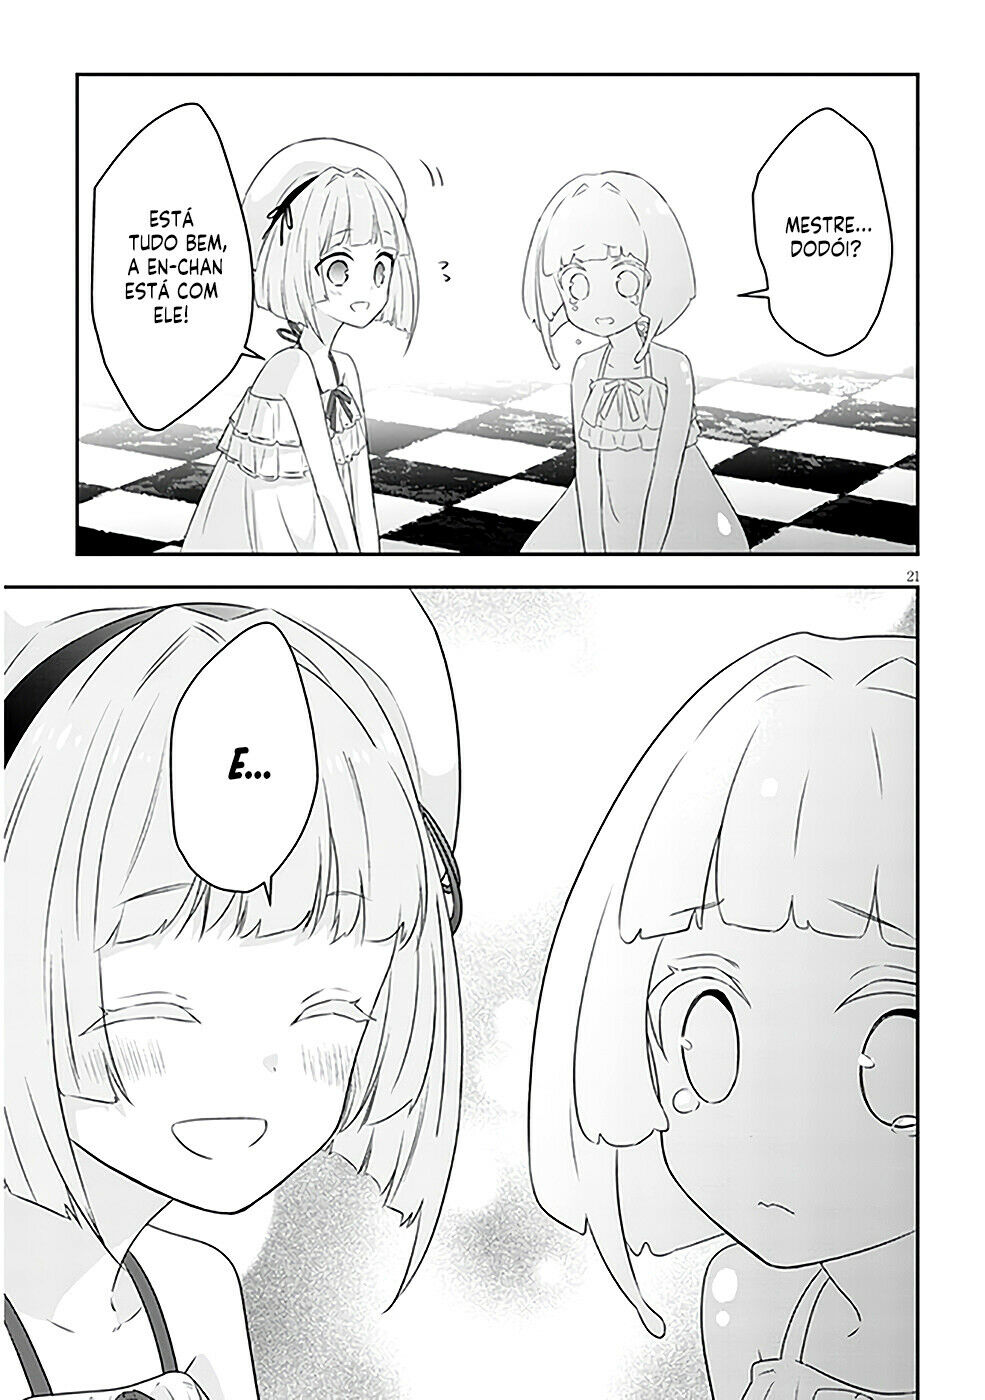 MESTRE...
DODÓI?
ESTÁ
TUDO BEM,
A EN-CHAN
ESTÁ COM
ELE!
21
E...